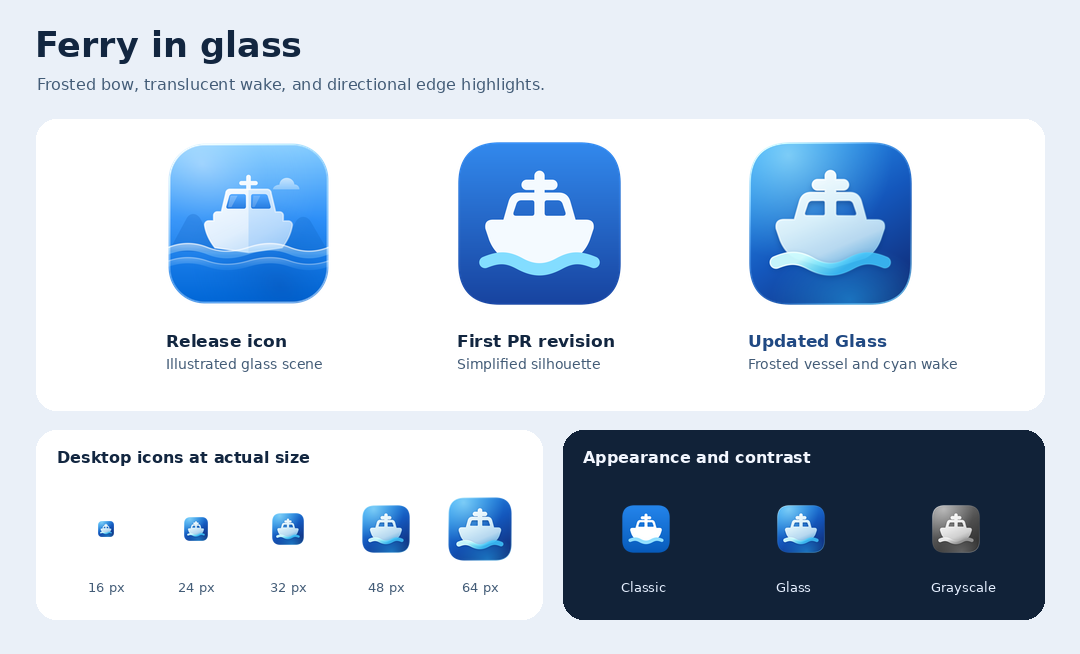 Ferry in glass
Frosted bow, translucent wake, and directional edge highlights.
Release icon
Illustrated glass scene
First PR revision
Simplified silhouette
Updated Glass
Frosted vessel and cyan wake
Desktop icons at actual size
16 px
24 px
32 px
48 px
64 px
Appearance and contrast
Classic
Glass
Grayscale